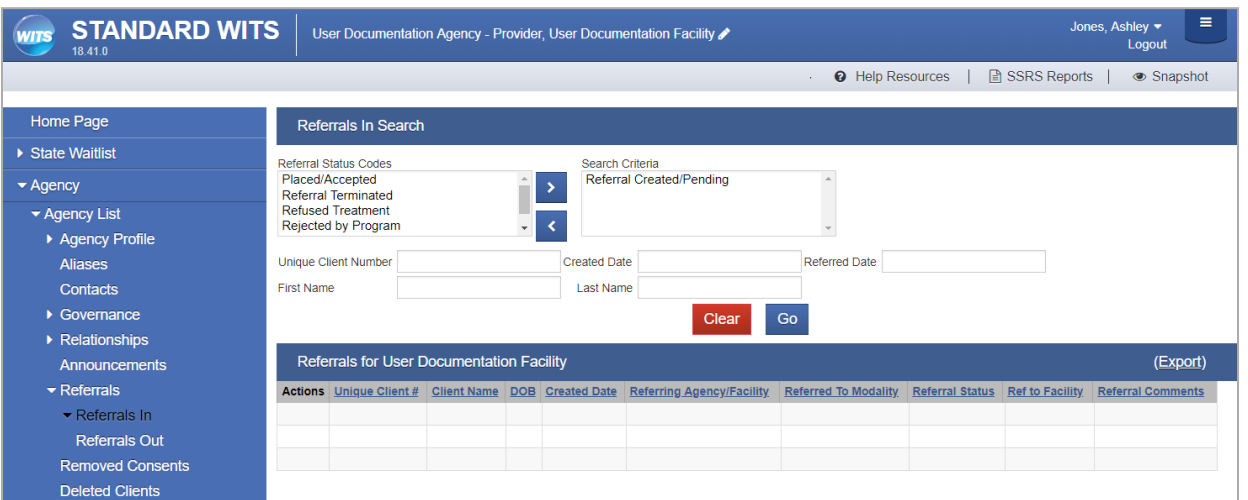 WITS
STANDARD WITS
18.41.0
User Documentation Agency - Provider, User Documentation Facility
Jones, Ashley
Logout
Help Resources | SSRS Reports | Snapshot
Home Page
State Waitlist
Agency
Agency List
Agency Profile
Aliases
Contacts
Governance
Relationships
Announcements
Referrals
Referrals In
Referrals Out
Removed Consents
Deleted Clients
Referrals In Search
Referral Status Codes
Placed/Accepted
Referral Terminated
Refused Treatment
Rejected by Program
Search Criteria
Referral Created/Pending
Unique Client Number Created Date Referred Date
First Name Last Name
Clear Go
Referrals for User Documentation Facility (Export)
Actions Unique Client # Client Name DOB Created Date Referring Agency/Facility Referred To Modality Referral Status Ref to Facility Referral Comments